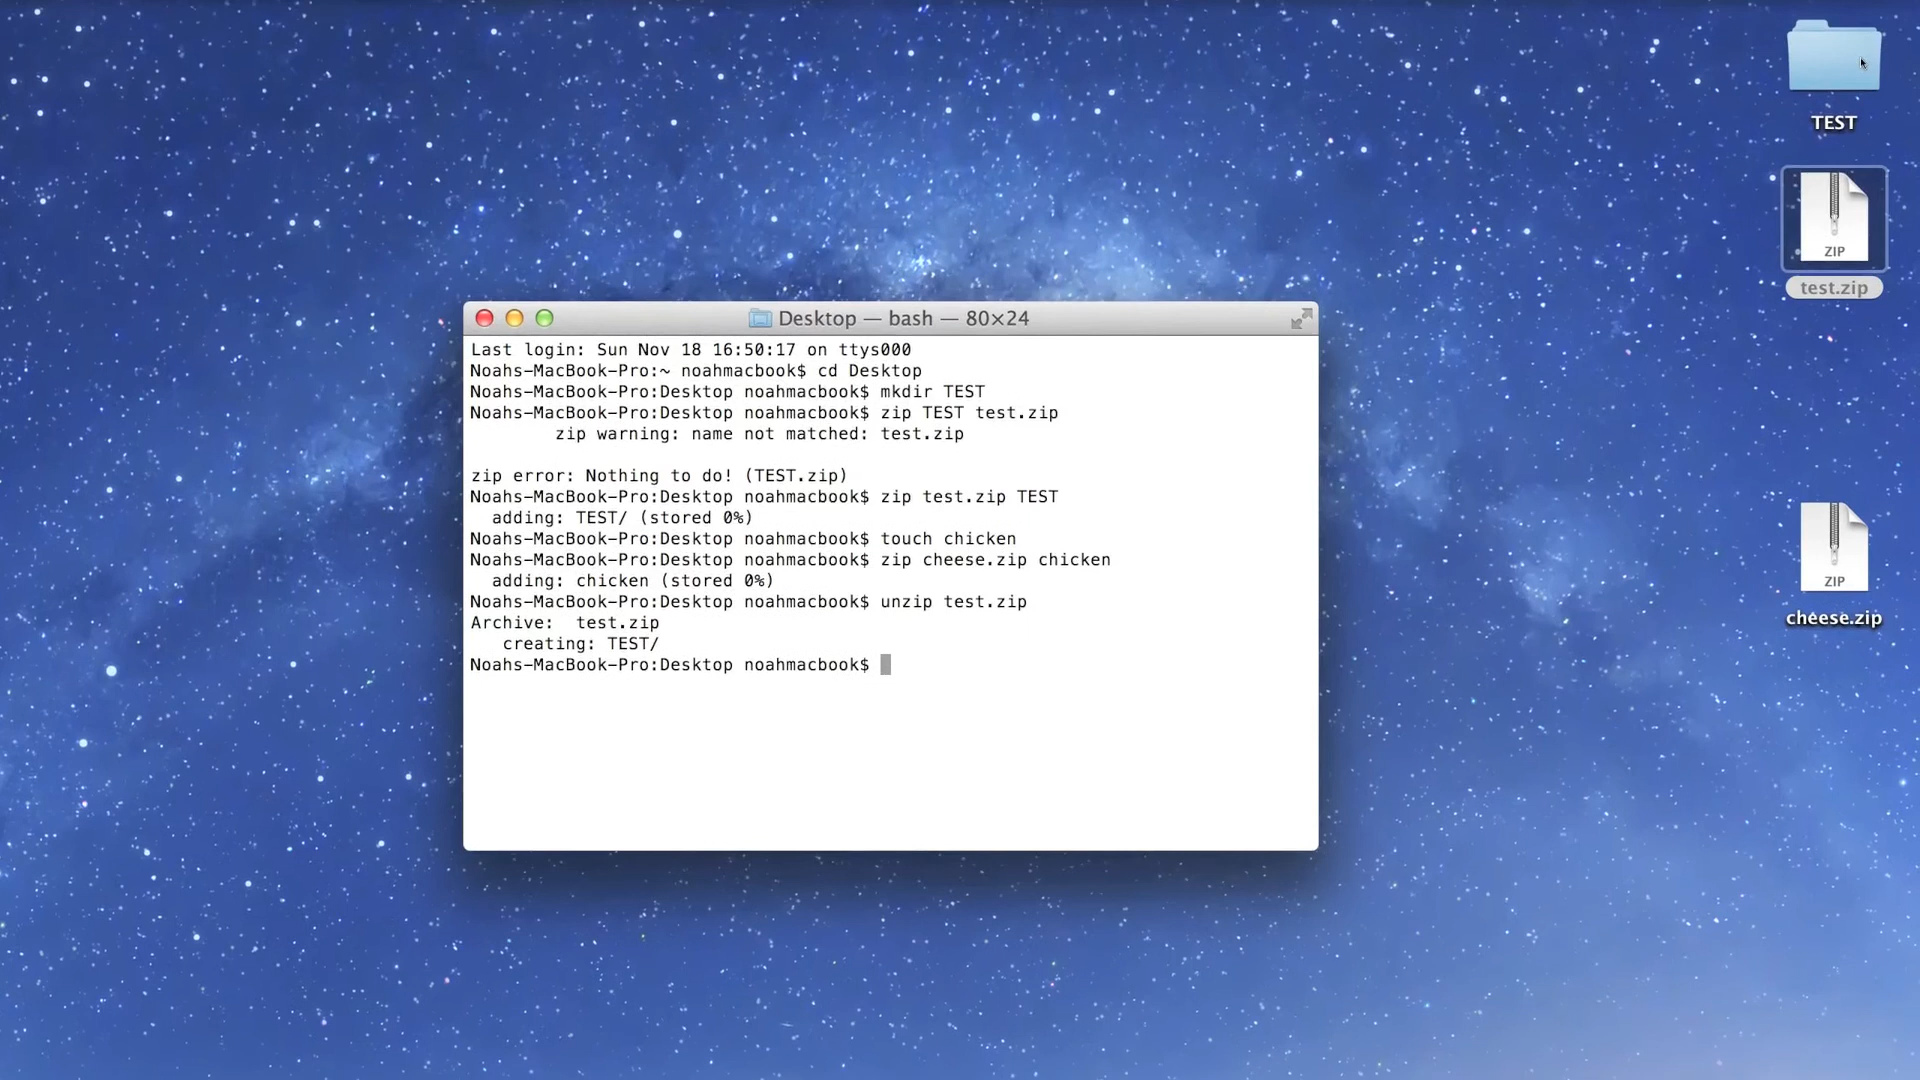 TEST
ZIP
test.zip
Desktop — bash — 80×24
Last login: Sun Nov 18 16:50:17 on ttys000
Noahs-MacBook-Pro:~ noahmacbook$ cd Desktop
Noahs-MacBook-Pro:Desktop noahmacbook$ mkdir TEST
Noahs-MacBook-Pro:Desktop noahmacbook$ zip TEST test.zip
zip warning: name not matched: test.zip
zip error: Nothing to do! (TEST.zip)
Noahs-MacBook-Pro:Desktop noahmacbook$ zip test.zip TEST
adding: TEST/ (stored 0%)
Noahs-MacBook-Pro:Desktop noahmacbook$ touch chicken
Noahs-MacBook-Pro:Desktop noahmacbook$ zip cheese.zip chicken
adding: chicken (stored 0%)
Noahs-MacBook-Pro:Desktop noahmacbook$ unzip test.zip
Archive:  test.zip
creating: TEST/
Noahs-MacBook-Pro:Desktop noahmacbook$
ZIP
cheese.zip